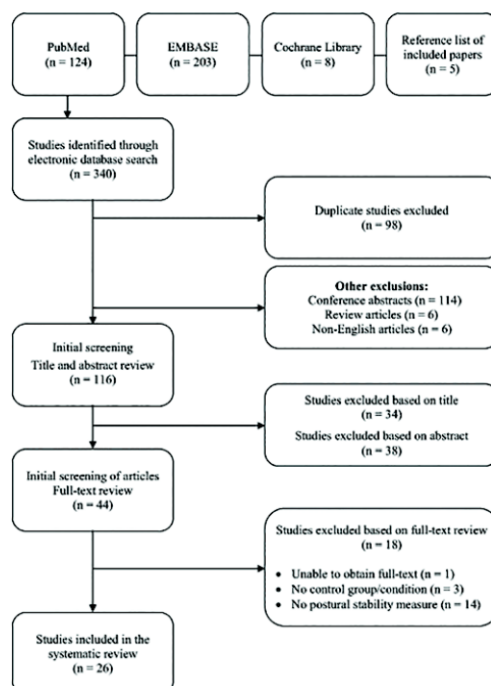 PubMed
(n = 124)
EMBASE
(n = 203)
Cochrane Library
(n = 8)
Reference list of
included papers
(n = 5)
Studies identified through
electronic database search
(n = 340)
Duplicate studies excluded
(n = 98)
Other exclusions:
Conference abstracts (n = 114)
Review articles (n = 6)
Non-English articles (n = 6)
Initial screening
Title and abstract review
(n = 116)
Studies excluded based on title
(n = 34)
Studies excluded based on abstract
(n = 38)
Initial screening of articles
Full-text review
(n = 44)
Studies excluded based on full-text review
(n = 18)
• Unable to obtain full-text (n = 1)
• No control group/condition (n = 3)
• No postural stability measure (n = 14)
Studies included in the
systematic review
(n = 26)